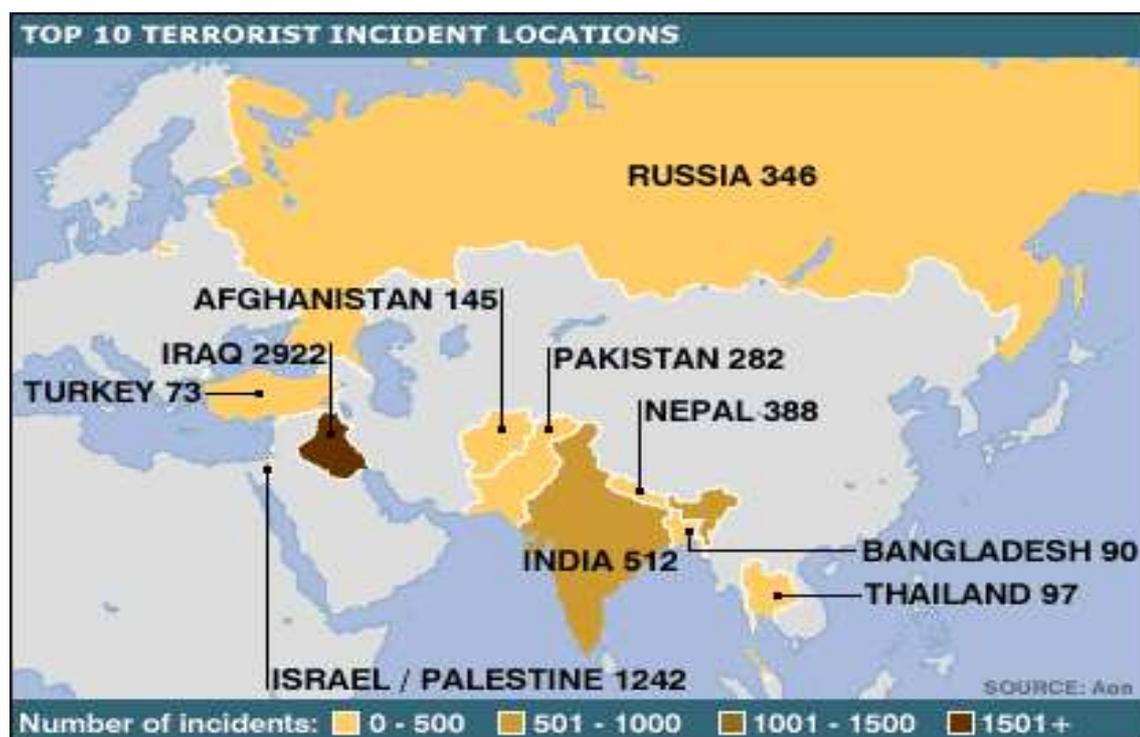 TOP 10 TERRORIST INCIDENT LOCATIONS
RUSSIA 346
AFGHANISTAN 145
IRAQ 2922
PAKISTAN 282
TURKEY 73
NEPAL 388
INDIA 512
BANGLADESH 90
THAILAND 97
ISRAEL / PALESTINE 1242
SOURCE: Aon
Number of incidents: 0 - 500 501 - 1000 1001 - 1500 1501+